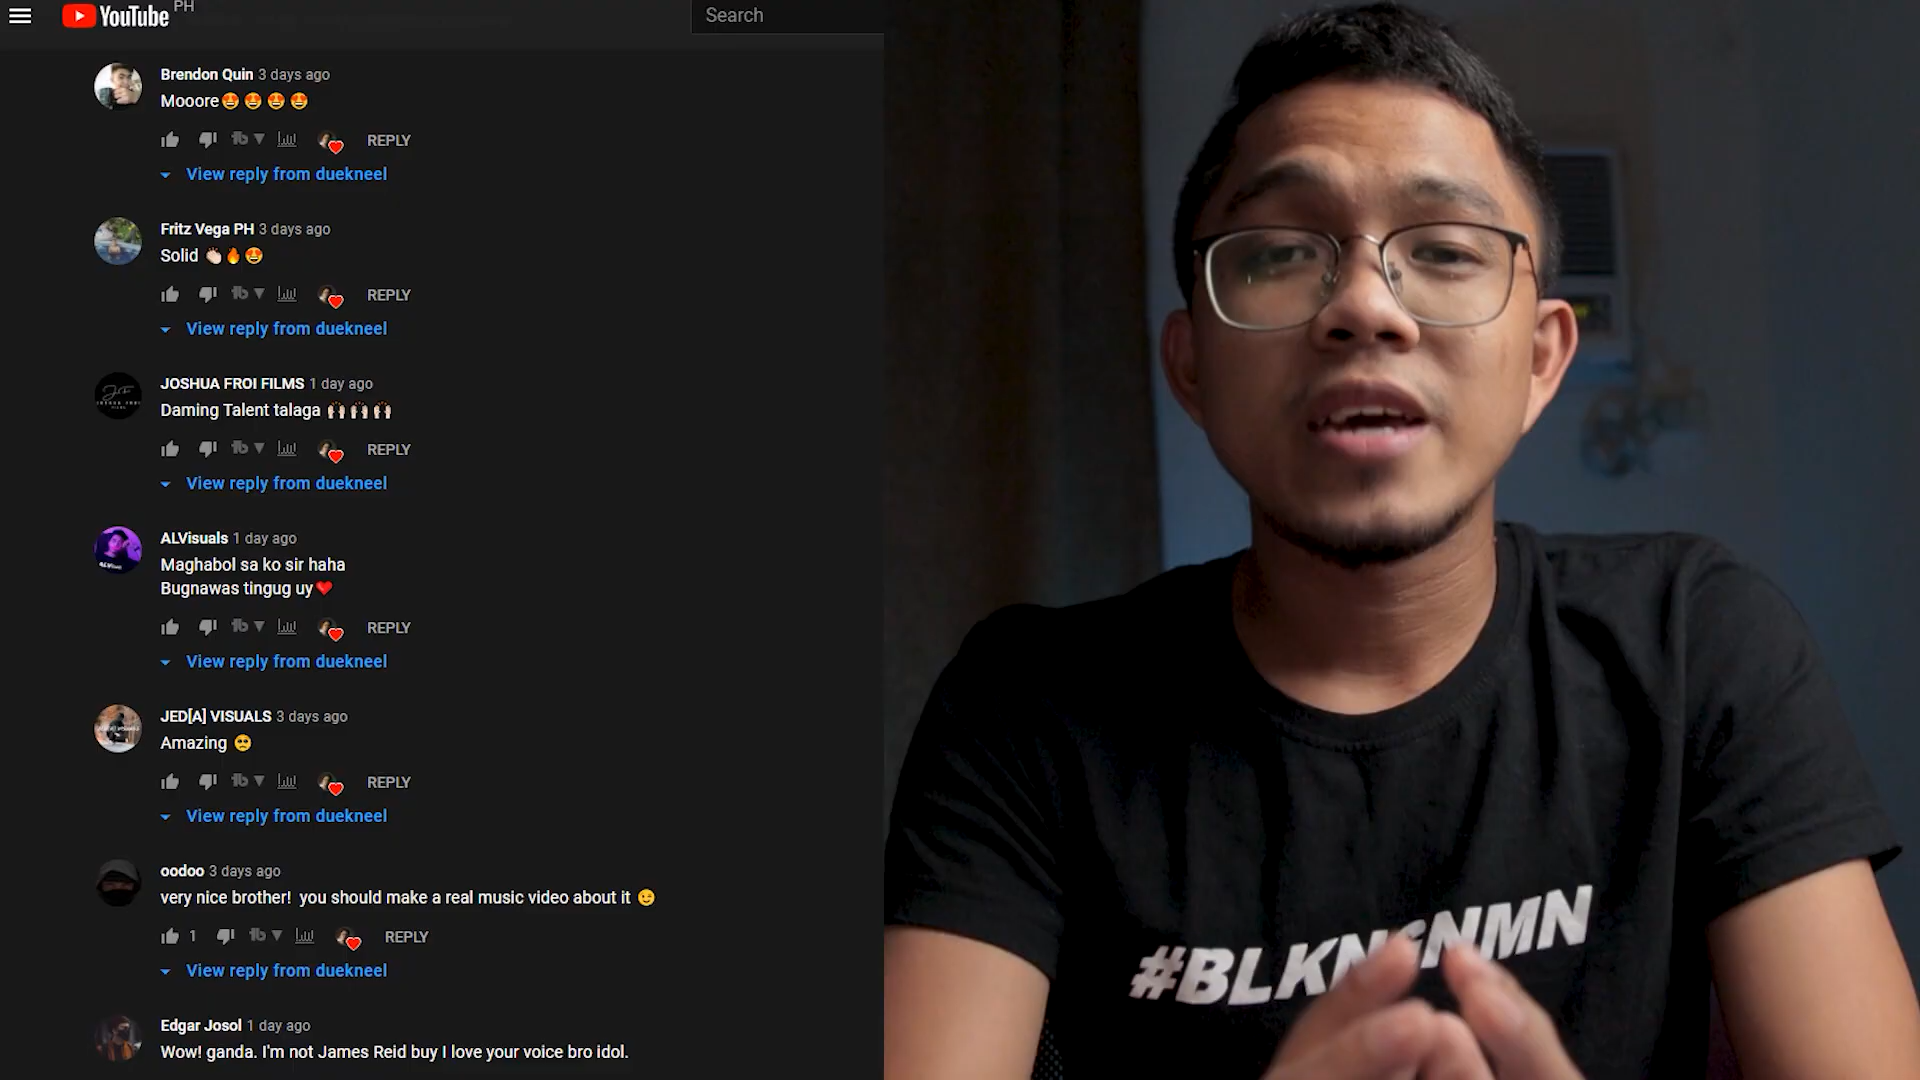 PH
YouTube
Search
Brendon Quin 3 days ago
Mooore😍😍😍😍
REPLY
View reply from duekneel
Fritz Vega PH 3 days ago
Solid 👏🏻🔥😍
REPLY
View reply from duekneel
JOSHUA FROI FILMS 1 day ago
Daming Talent talaga 🙌🏻🙌🏻🙌🏻
REPLY
View reply from duekneel
ALVisuals 1 day ago
Maghabol sa ko sir haha
Bugnawas tingug uy❤️
REPLY
View reply from duekneel
JED[A] VISUALS 3 days ago
Amazing 🥺
REPLY
View reply from duekneel
oodoo 3 days ago
very nice brother! you should make a real music video about it 😉
1 REPLY
View reply from duekneel
Edgar Josol 1 day ago
Wow! ganda. I'm not James Reid buy I love your voice bro idol.
#BLKNGNMN